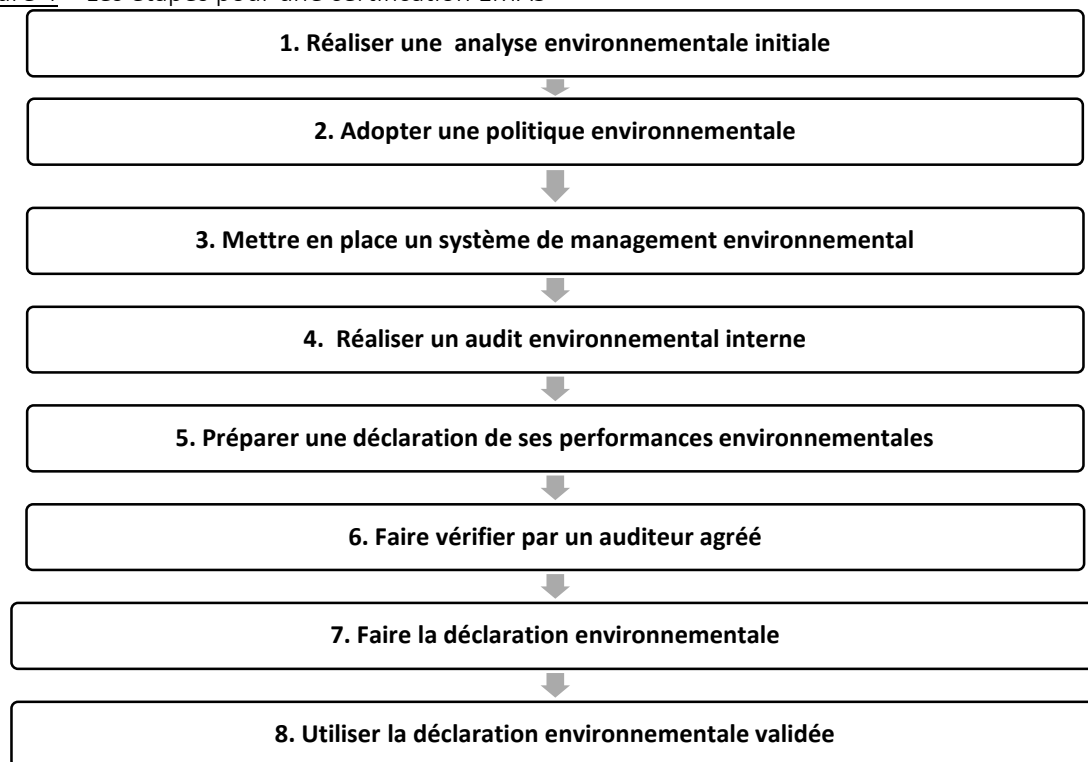 Les étapes pour une certification EMAS
1. Réaliser une analyse environnementale initiale
2. Adopter une politique environnementale
3. Mettre en place un système de management environnemental
4. Réaliser un audit environnemental interne
5. Préparer une déclaration de ses performances environnementales
6. Faire vérifier par un auditeur agréé
7. Faire la déclaration environnementale
8. Utiliser la déclaration environnementale validée